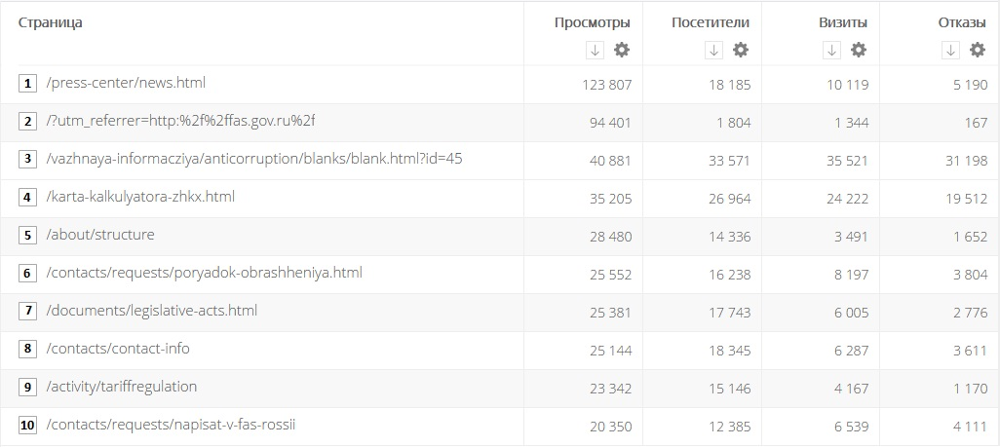 Страница Просмотры Посетители Визиты Отказы
1 /press-center/news.html 123 807 18 185 10 119 5 190
2 /?utm_referrer=http:%2f%2ffas.gov.ru%2f 94 401 1 804 1 344 167
3 /vazhnaya-informacziya/anticorruption/blanks/blank.html?id=45 40 881 33 571 35 521 31 198
4 /karta-kalkulyatora-zhkx.html 35 205 26 964 24 222 19 512
5 /about/structure 28 480 14 336 3 491 1 652
6 /contacts/requests/poryadok-obrashheniya.html 25 552 16 238 8 197 3 804
7 /documents/legislative-acts.html 25 381 17 743 6 005 2 776
8 /contacts/contact-info 25 144 18 345 6 287 3 611
9 /activity/tariffregulation 23 342 15 146 4 167 1 170
10 /contacts/requests/napisat-v-fas-rossii 20 350 12 385 6 539 4 111